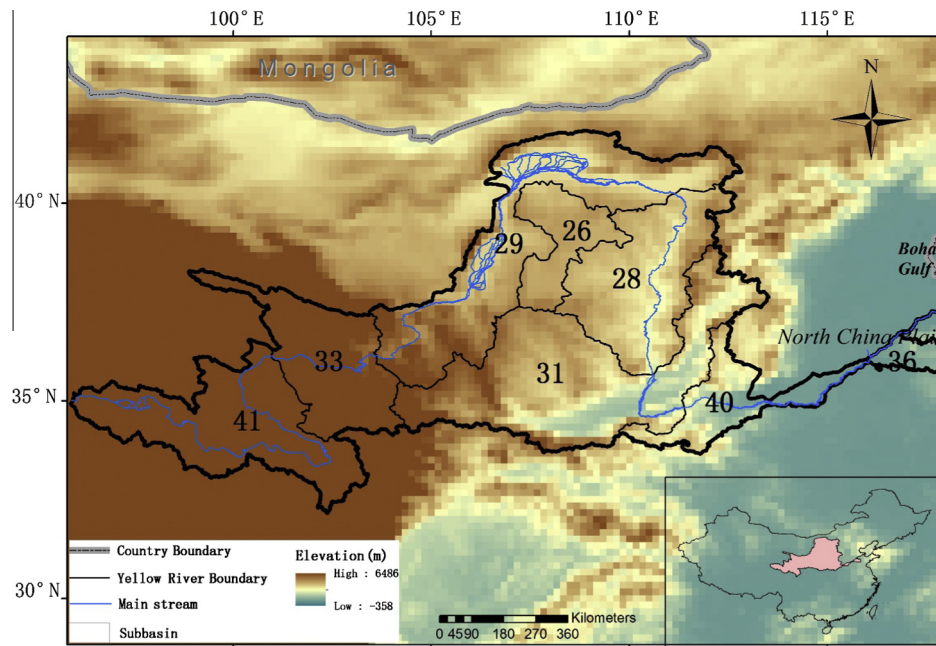 100° E 105° E 110° E 115° E
Mongolia
N
40° N
29 26
28
Boha
Gulf
33
31
North China Plai
36
35° N
41
40
Country Boundary
Yellow River Boundary
Main stream
Subbasin
Elevation(m)
High : 6486
Low : -358
30° N
Kilometers
0 4590 180 270 360